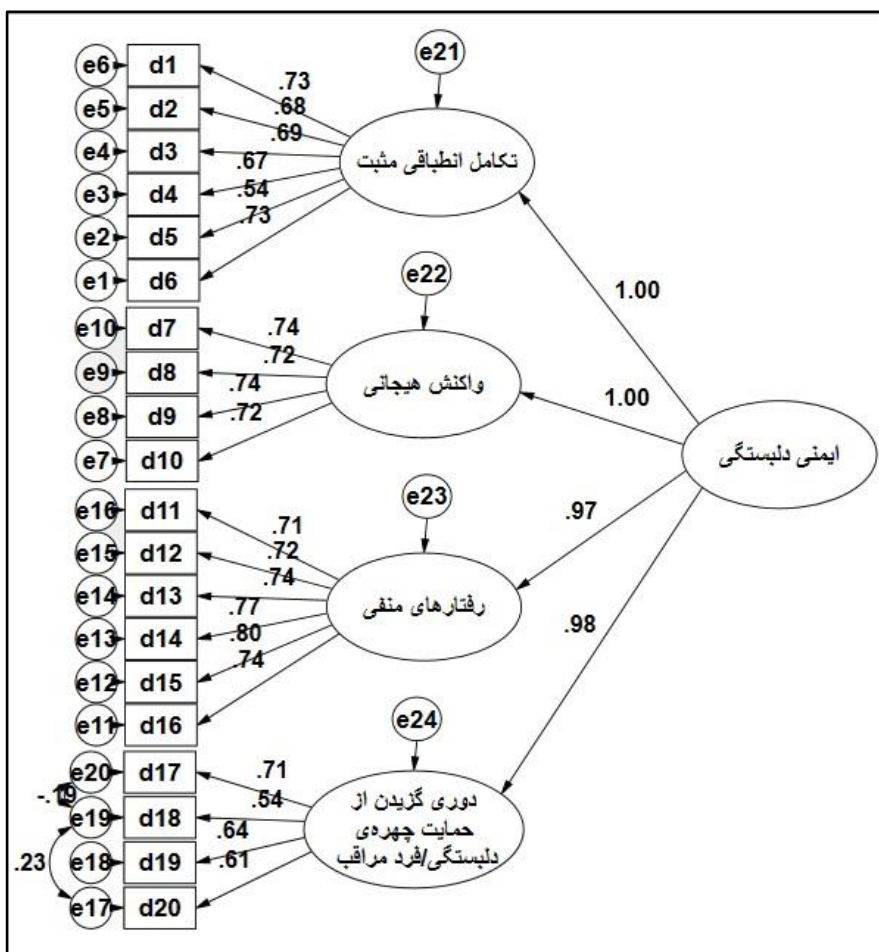 e21
e6 d1
.73
e5 d2
.68
e4 d3
.69
تکامل انطباقی مثبت
e3 d4
.67
e2 d5
.54
e1 d6
.73
e22
1.00
e10 d7
.74
e9 d8
.72
واکنش هیجانی
e8 d9
.74
e7 d10
.72
1.00
ایمنی دلبستگی
e23
.97
e16 d11
.71
e15 d12
.72
e14 d13
.74
رفتارهای منفی
e13 d14
.77
e12 d15
.80
e11 d16
.74
.98
e24
e20 d17
.71
-.19
e19 d18
.54
e18 d19
.64
.23
e17 d20
.61
دوری گزیدن از
حمایت چهره‌ی
دلبستگی/فرد مراقب